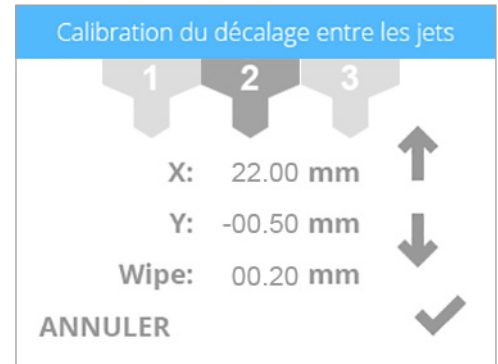 Calibration du décalage entre les jets
1 2 3
X: 22.00 mm
Y: -00.50 mm
Wipe: 00.20 mm
ANNULER